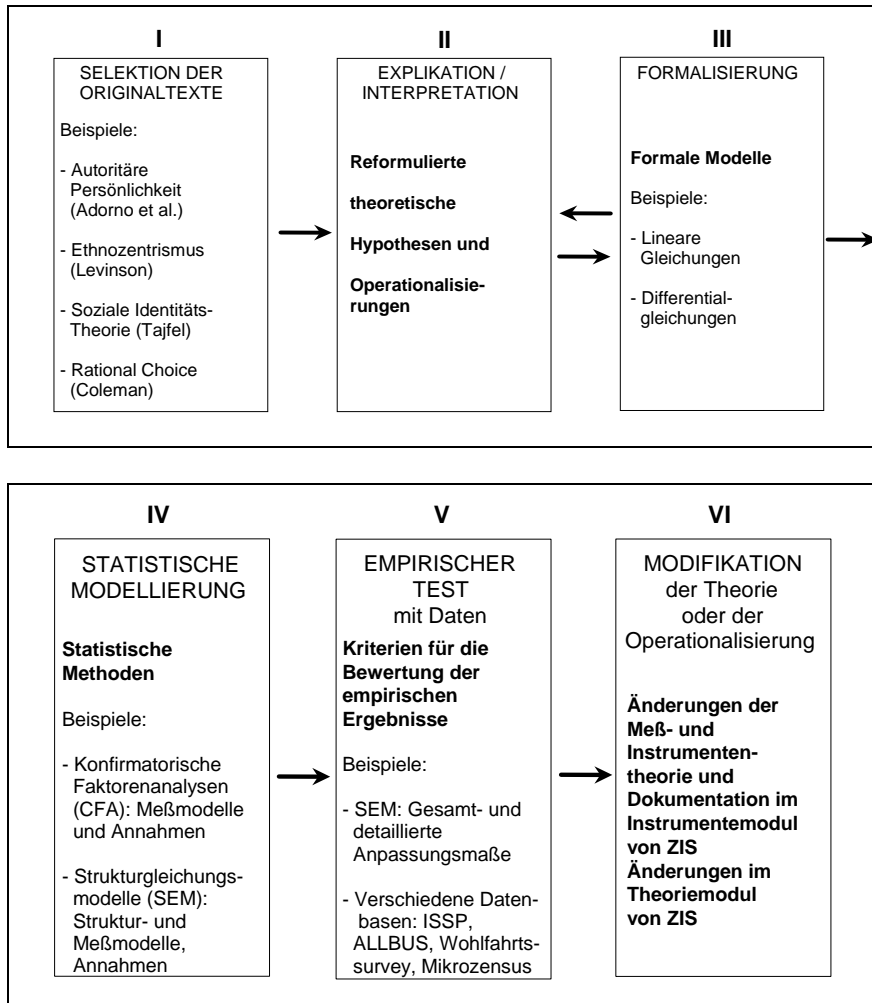 I
SELEKTION DER
ORIGINALTEXTE
Beispiele:
- Autoritäre
Persönlichkeit
(Adorno et al.)
- Ethnozentrismus
(Levinson)
- Soziale Identitäts-
Theorie (Tajfel)
- Rational Choice
(Coleman)
II
EXPLIKATION /
INTERPRETATION
Reformulierte
theoretische
Hypothesen und
Operationalisie-
rungen
III
FORMALISIERUNG
Formale Modelle
Beispiele:
- Lineare
Gleichungen
- Differential-
gleichungen
IV
STATISTISCHE
MODELLIERUNG
Statistische
Methoden
Beispiele:
- Konfirmatorische
Faktorenanalysen
(CFA): Meßmodelle
und Annahmen
- Strukturgleichungs-
modelle (SEM):
Struktur- und
Meßmodelle,
Annahmen
V
EMPIRISCHER
TEST
mit Daten
Kriterien für die
Bewertung der
empirischen
Ergebnisse
Beispiele:
- SEM: Gesamt- und
detaillierte
Anpassungsmaße
- Verschiedene Daten-
basen: ISSP,
ALLBUS, Wohlfahrts-
survey, Mikrozensus
VI
MODIFIKATION
der Theorie
oder der
Operationalisierung
Änderungen der
Meß- und
Instrumenten-
theorie und
Dokumentation im
Instrumentemodul
von ZIS
Änderungen im
Theoriemodul
von ZIS